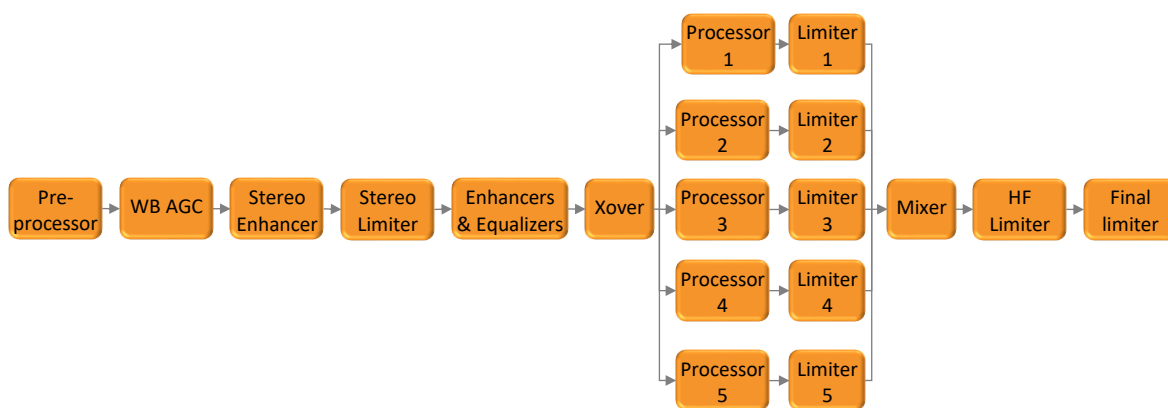 Pre-
processor
WB AGC
Stereo
Enhancer
Stereo
Limiter
Enhancers
& Equalizers
Xover
Processor
1
Limiter
1
Processor
2
Limiter
2
Processor
3
Limiter
3
Processor
4
Limiter
4
Processor
5
Limiter
5
Mixer
HF
Limiter
Final
limiter